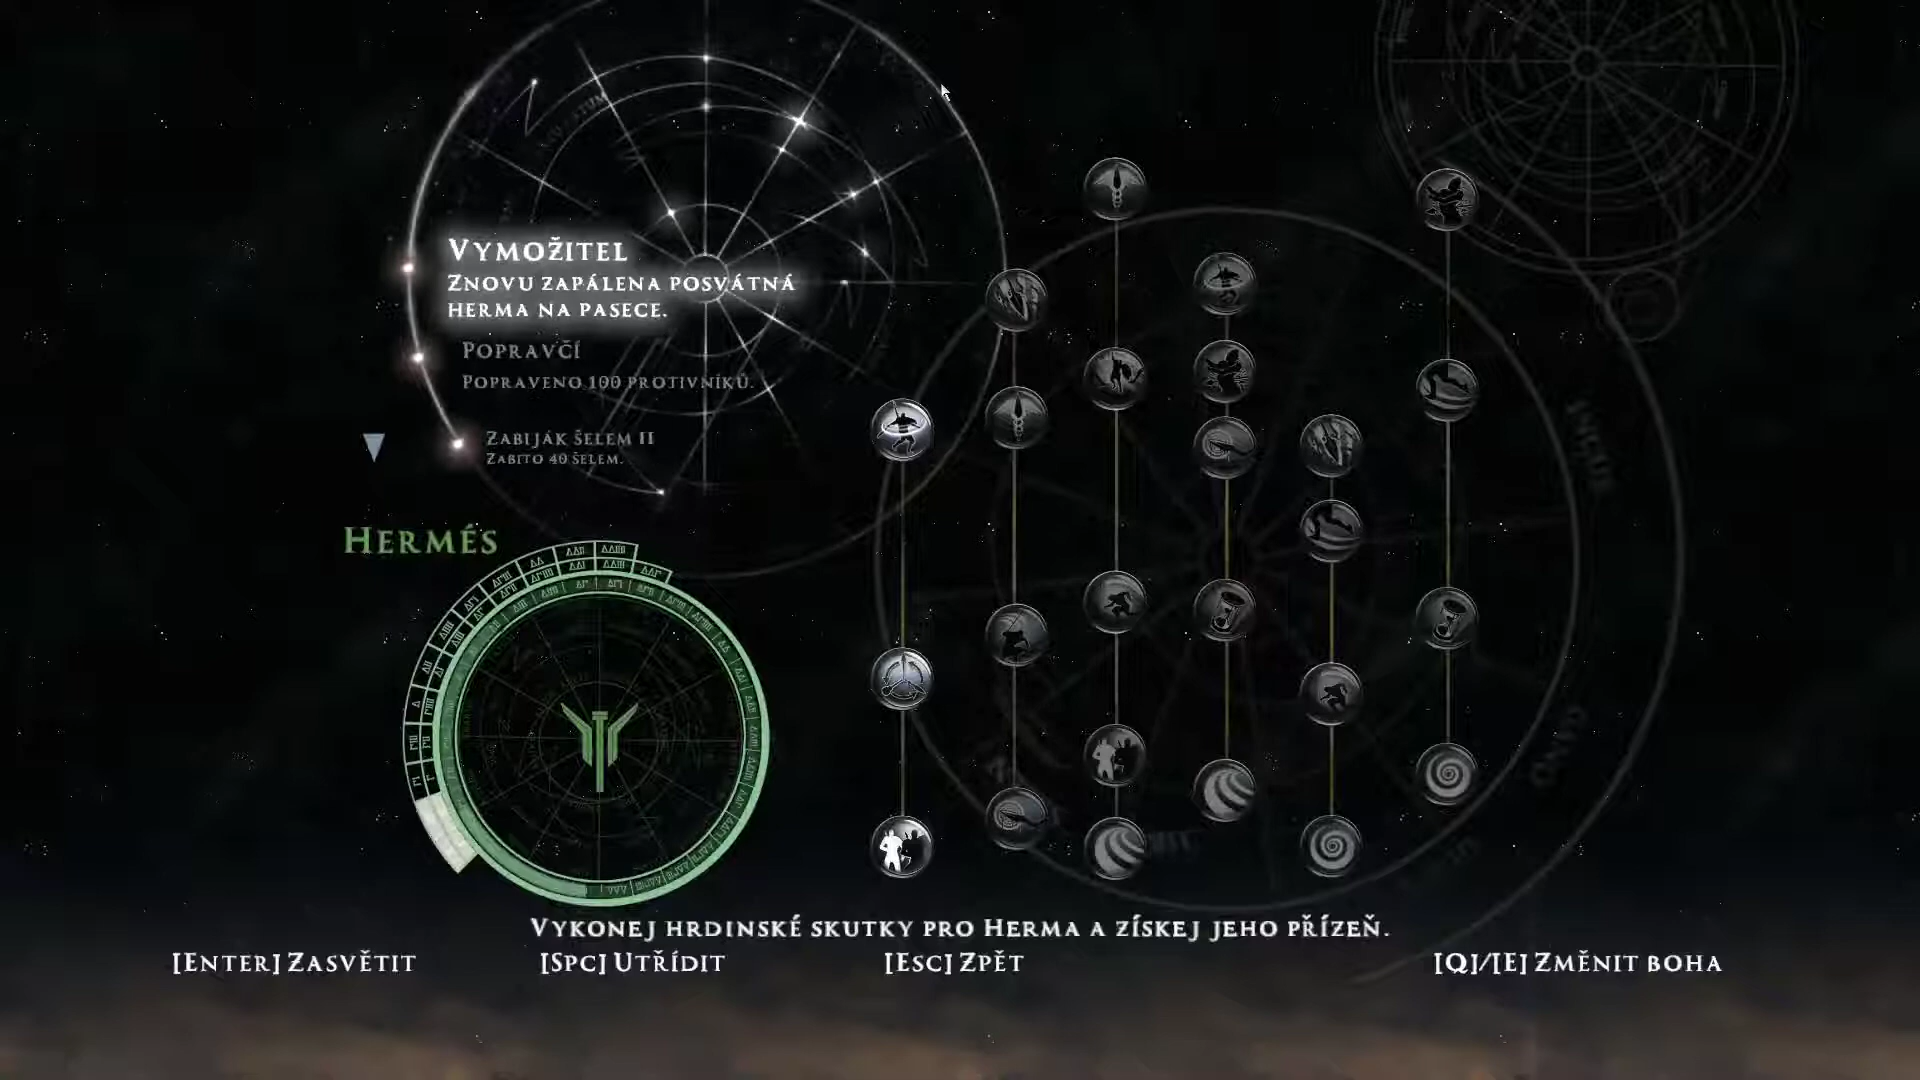 Vymožitel
Znovu zapálena posvátná
herma na pasece.
Popravčí
Popraveno 100 protivníků.
Zabiják šelem II
Zabito 40 šelem.
Hermés
Vykonej hrdinské skutky pro Herma a získej jeho přízeň.
[Enter] Zasvětit
[Spc] Utřídit
[Esc] Zpět
[Q]/[E] Změnit boha